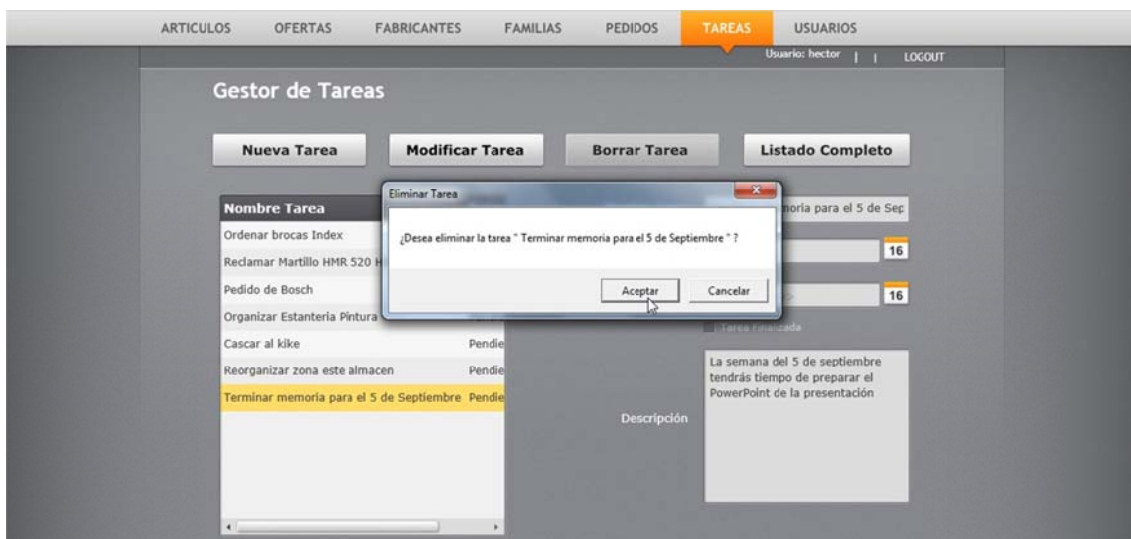 ARTICULOS OFERTAS FABRICANTES FAMILIAS PEDIDOS TAREAS USUARIOS
Usuario: hector | | LOGOUT
Gestor de Tareas
Nueva Tarea Modificar Tarea Borrar Tarea Listado Completo
Eliminar Tarea
¿Desea eliminar la tarea " Terminar memoria para el 5 de Septiembre " ?
Aceptar Cancelar
Nombre Tarea
Ordenar brocas Index
Reclamar Martillo HMR 520 H
Pedido de Bosch
Organizar Estanteria Pintura
Cascar al kike Pendie
Reorganizar zona este almacen Pendie
Terminar memoria para el 5 de Septiembre Pendie
para el 5 de Sep
16
16
Tarea Finalizada
Descripción
La semana del 5 de septiembre
tendrás tiempo de preparar el
PowerPoint de la presentación